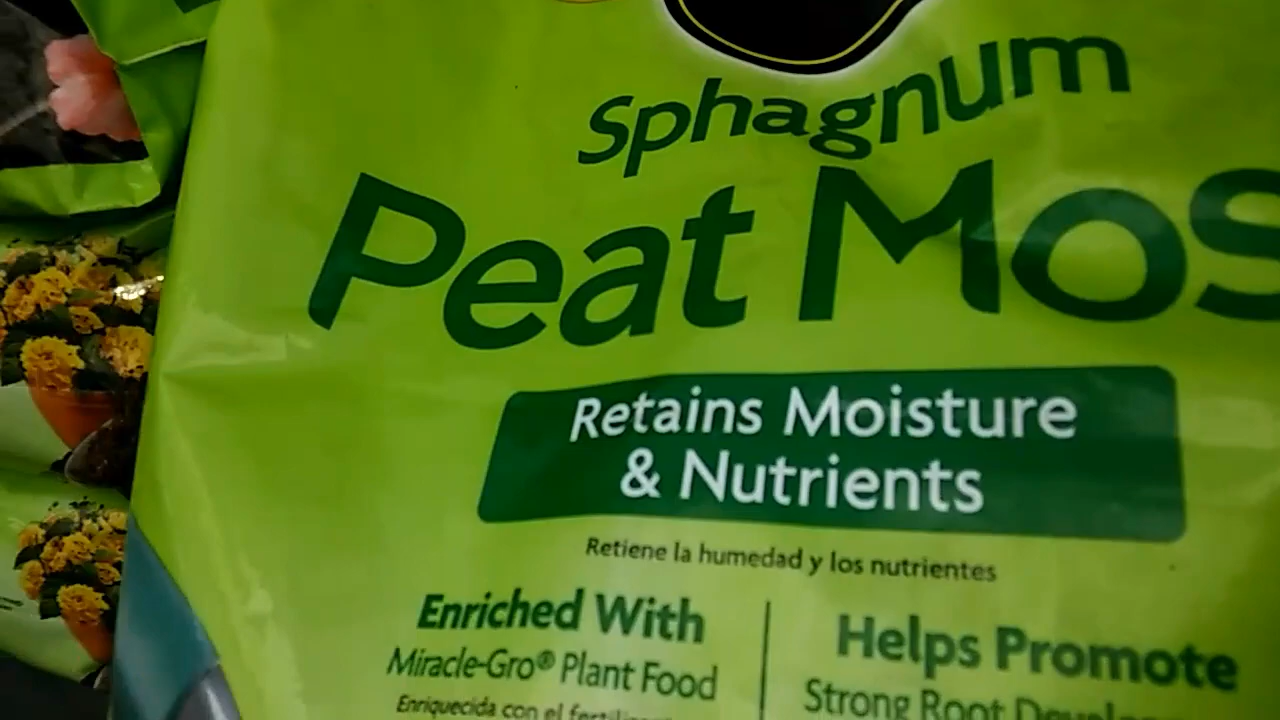 Sphagnum
Peat Mos
Retains Moisture
& Nutrients
Retiene la humedad y los nutrientes
Enriched With
Miracle-Gro® Plant Food
Enriquecida con el
Helps Promote
Strong Root